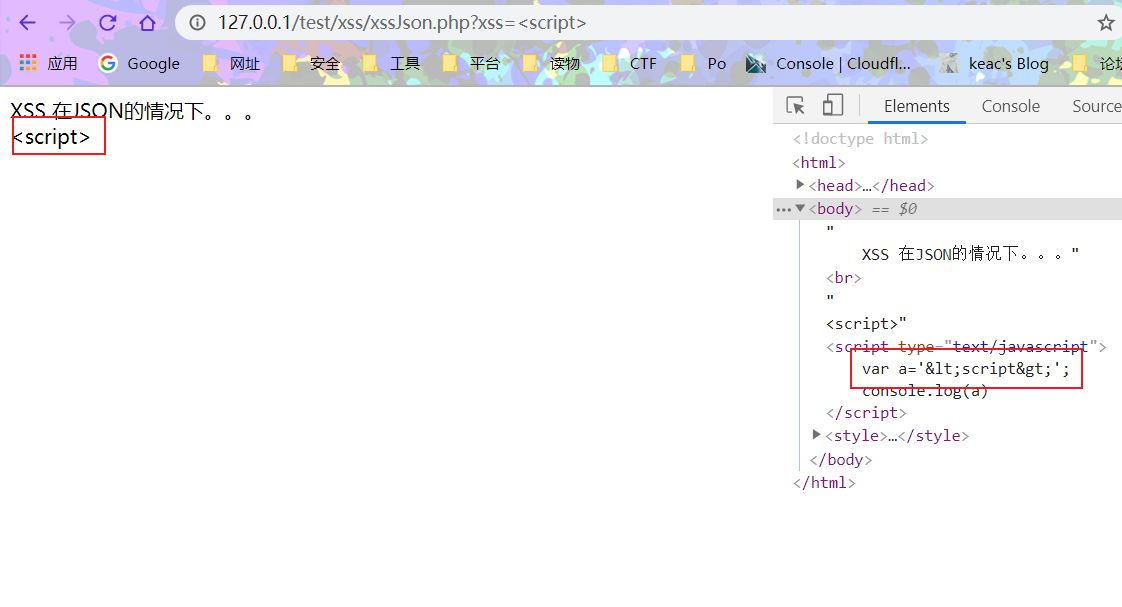 127.0.0.1/test/xss/xssJson.php?xss=<script>
应用 Google 网址 安全 工具 平台 读物 CTF Po Console | Cloudfl... keac's Blog 论坛
XSS 在JSON的情况下。。。
<script>
Elements Console Source
<!doctype html>
<html>
<head>…</head>
<body> == $0
"
XSS 在JSON的情况下。。。"
<br>
"
<script>"
<script type="text/javascript">
var a='&lt;script&gt;';
console.log(a)
</script>
<style>…</style>
</body>
</html>